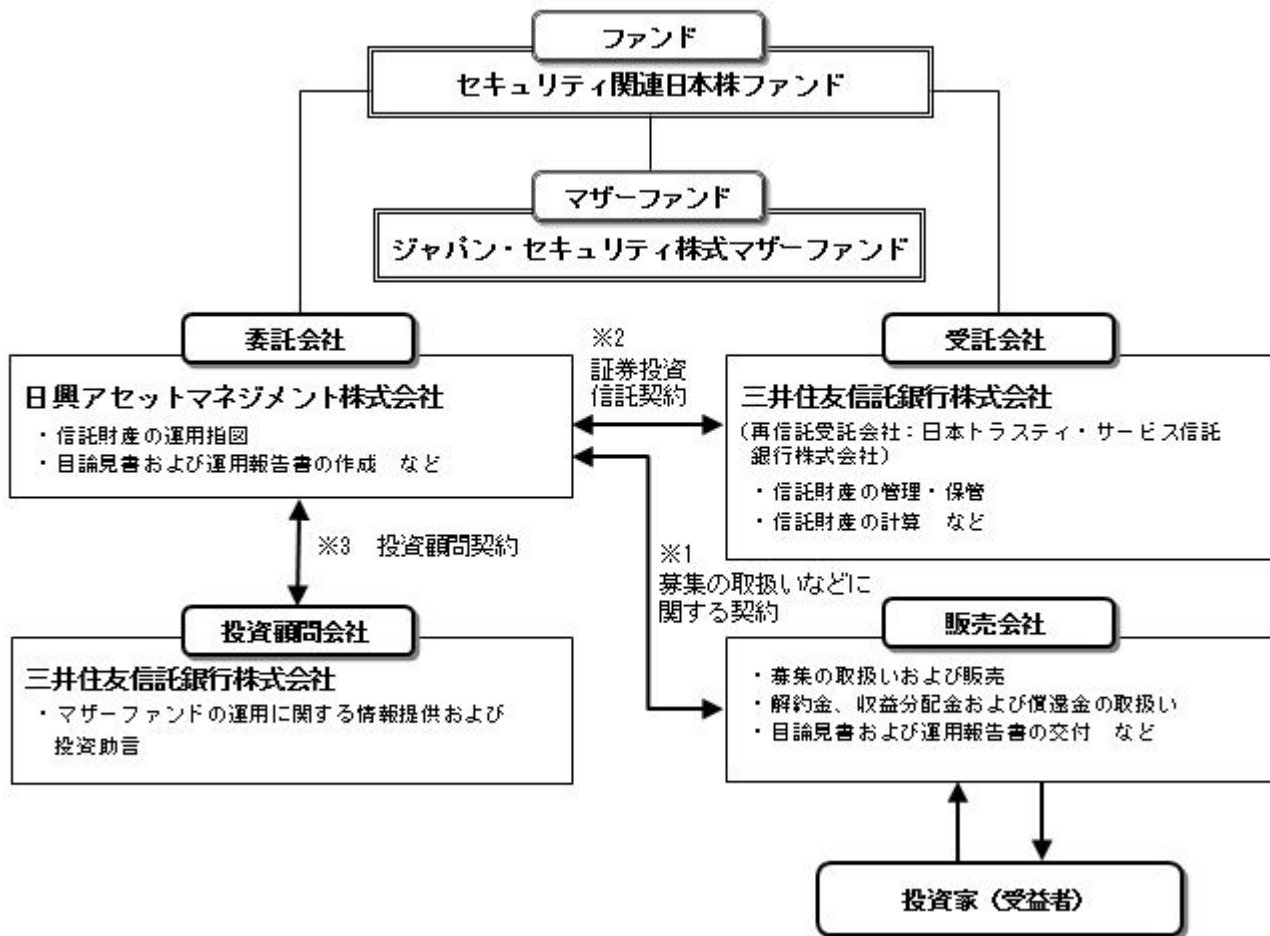 ファンド
セキュリティ関連日本株ファンド
マザーファンド
ジャパン・セキュリティ株式マザーファンド
委託会社
日興アセットマネジメント株式会社
・信託財産の運用指図
・目論見書および運用報告書の作成　など
※2
証券投資
信託契約
受託会社
三井住友信託銀行株式会社
（再信託受託会社：日本トラスティ・サービス信託
銀行株式会社）
・信託財産の管理・保管
・信託財産の計算　など
※3　投資顧問契約
※1
募集の取扱いなどに
関する契約
投資顧問会社
三井住友信託銀行株式会社
・マザーファンドの運用に関する情報提供および
投資助言
販売会社
・募集の取扱いおよび販売
・解約金、収益分配金および償還金の取扱い
・目論見書および運用報告書の交付　など
投資家（受益者）